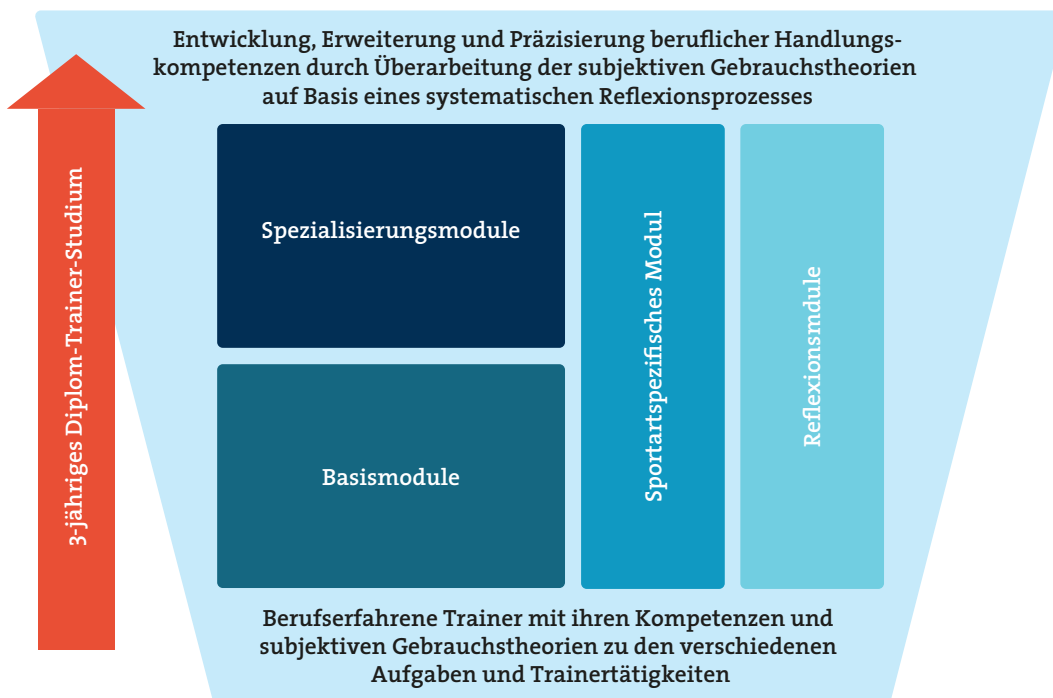 Entwicklung, Erweiterung und Präzisierung beruflicher Handlungs-
kompetenzen durch Überarbeitung der subjektiven Gebrauchstheorien
auf Basis eines systematischen Reflexionsprozesses
3-jähriges Diplom-Trainer-Studium
Spezialisierungsmodule
Basismodule
Sportartspezifisches Modul
Reflexionsmdule
Berufserfahrene Trainer mit ihren Kompetenzen und
subjektiven Gebrauchstheorien zu den verschiedenen
Aufgaben und Trainertätigkeiten